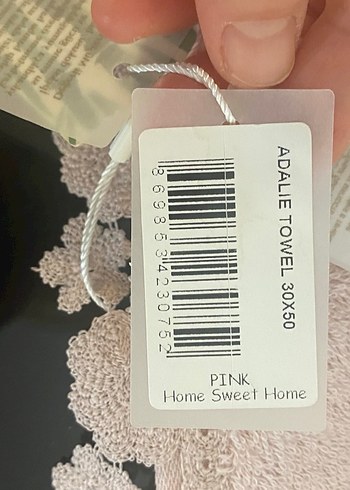 ADALIE TOWEL 30X50
8698534230752
PINK
Home Sweet Home